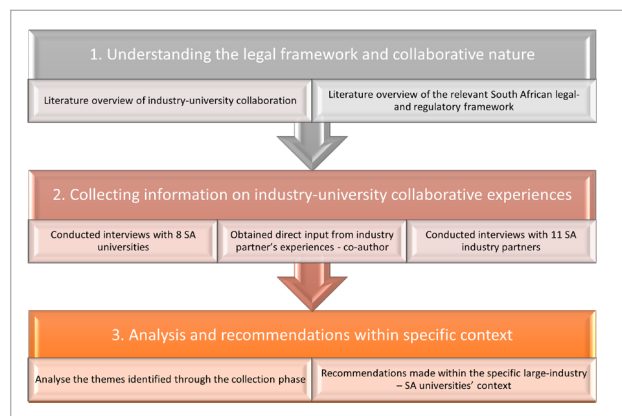 1. Understanding the legal framework and collaborative nature
Literature overview of industry-university collaboration
Literature overview of the relevant South African legal-
and regulatory framework
2. Collecting information on industry-university collaborative experiences
Conducted interviews with 8 SA
universities
Obtained direct input from industry
partner's experiences - co-author
Conducted interviews with 11 SA
industry partners
3. Analysis and recommendations within specific context
Analyse the themes identified through the collection phase
Recommendations made within the specific large-industry
– SA universities' context